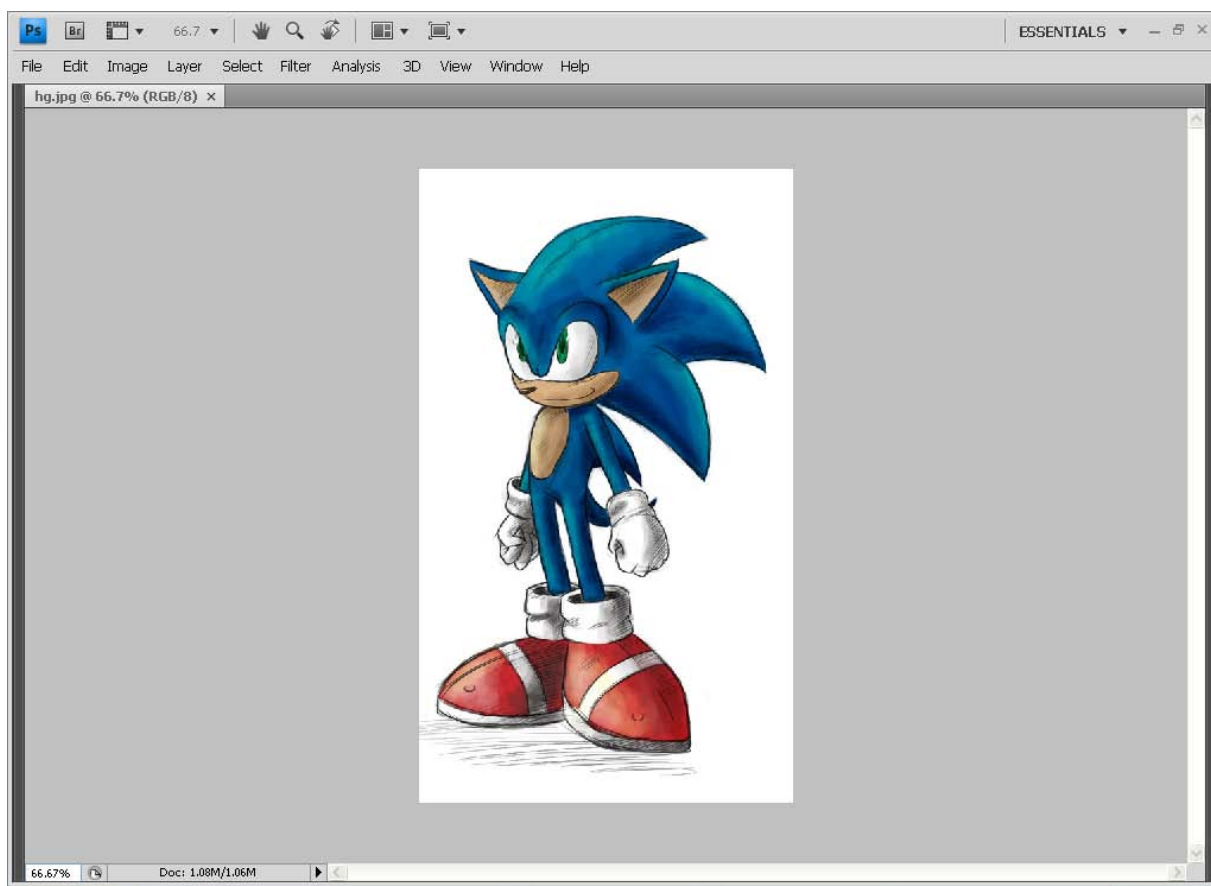 Ps Br 66.7 ESSENTIALS
File Edit Image Layer Select Filter Analysis 3D View Window Help
hg.jpg @ 66.7% (RGB/8) ×
66.67% Doc: 1.08M/1.06M